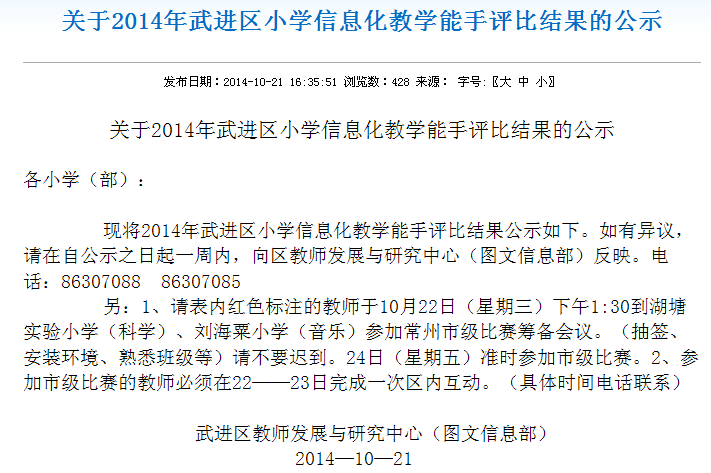 关于2014年武进区小学信息化教学能手评比结果的公示
发布日期：2014-10-21 16:35:51 浏览数：428 来源： 字号:〖大 中 小〗
关于2014年武进区小学信息化教学能手评比结果的公示
各小学（部）：
现将2014年武进区小学信息化教学能手评比结果公示如下。如有异议，
请在自公示之日起一周内，向区教师发展与研究中心（图文信息部）反映。电
话：86307088 86307085
另：1、请表内红色标注的教师于10月22日（星期三）下午1:30到湖塘
实验小学（科学）、刘海粟小学（音乐）参加常州市级比赛筹备会议。（抽签、
安装环境、熟悉班级等）请不要迟到。24日（星期五）准时参加市级比赛。2、参
加市级比赛的教师必须在22——23日完成一次区内互动。（具体时间电话联系）
武进区教师发展与研究中心（图文信息部）
2014—10—21